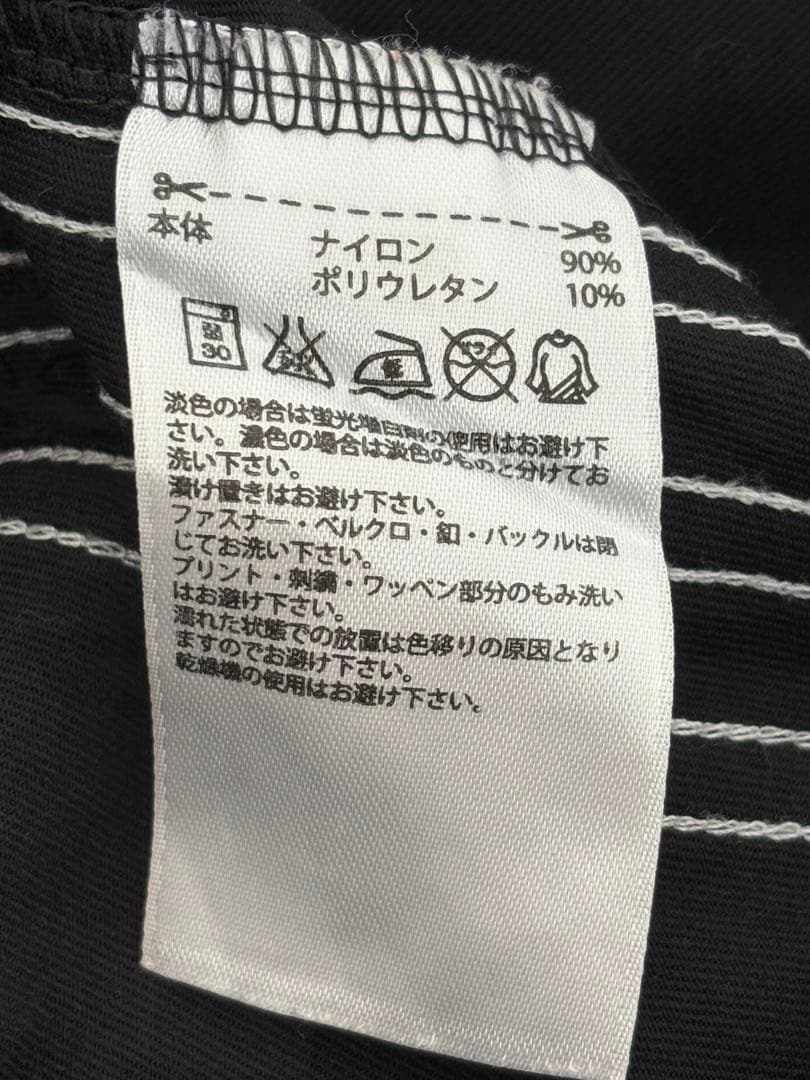 本体 ナイロン 90%
ポリウレタン 10%
30
低
淡色の場合は蛍光増白剤の使用はお避け下
さい。濃色の場合は淡色のものと分けてお
洗い下さい。
漬け置きはお避け下さい。
ファスナー・ベルクロ・釦・バックルは閉
じてお洗い下さい。
プリント・刺繍・ワッペン部分のもみ洗い
はお避け下さい。
濡れた状態での放置は色移りの原因となり
ますのでお避け下さい。
乾燥機の使用はお避け下さい。